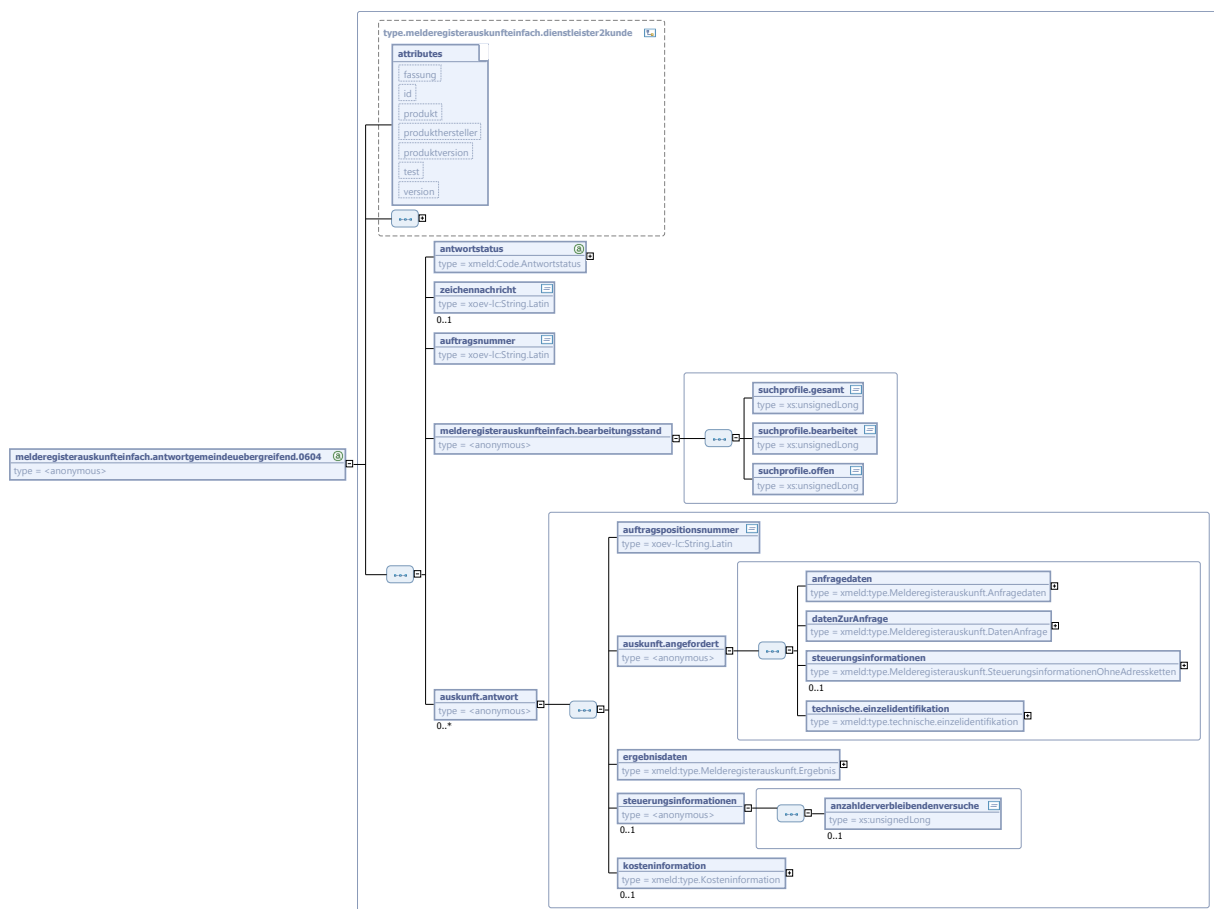 type.melderegisterauskunfteinfach.dienstleister2kunde
attributes
fassung
id
produkt
produkthersteller
produktversion
test
version
antwortstatus
type = xmeld:Code.Antwortstatus
zeichennachricht
type = xoev-lc:String.Latin
0..1
auftragsnummer
type = xoev-lc:String.Latin
melderegisterauskunfteinfach.bearbeitungsstand
type = <anonymous>
suchprofile.gesamt
type = xs:unsignedLong
suchprofile.bearbeitet
type = xs:unsignedLong
suchprofile.offen
type = xs:unsignedLong
melderegisterauskunfteinfach.antwortgemeindeuebergreifend.0604
type = <anonymous>
auskunft.antwort
type = <anonymous>
0..*
auftragspositionsnummer
type = xoev-lc:String.Latin
auskunft.angefordert
type = <anonymous>
anfragedaten
type = xmeld:type.Melderegisterauskunft.Anfragedaten
datenZurAnfrage
type = xmeld:type.Melderegisterauskunft.DatenAnfrage
steuerungsinformationen
type = xmeld:type.Melderegisterauskunft.SteuerungsinformationenOhneAdressketten
0..1
technische.einzelidentifikation
type = xmeld:type.technische.einzelidentifikation
ergebnisdaten
type = xmeld:type.Melderegisterauskunft.Ergebnis
steuerungsinformationen
type = <anonymous>
0..1
anzahlderverbleibendenversuche
type = xs:unsignedLong
0..1
kosteninformation
type = xmeld:type.Kosteninformation
0..1